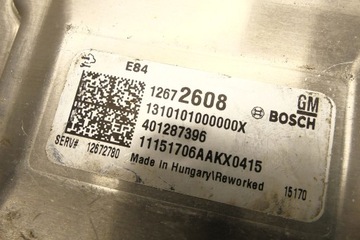 E84
GM
12672608
BOSCH
1310101000000X
401287396
11151706AAKX0415
SERV# 12672780
Made in Hungary\Reworked
15170